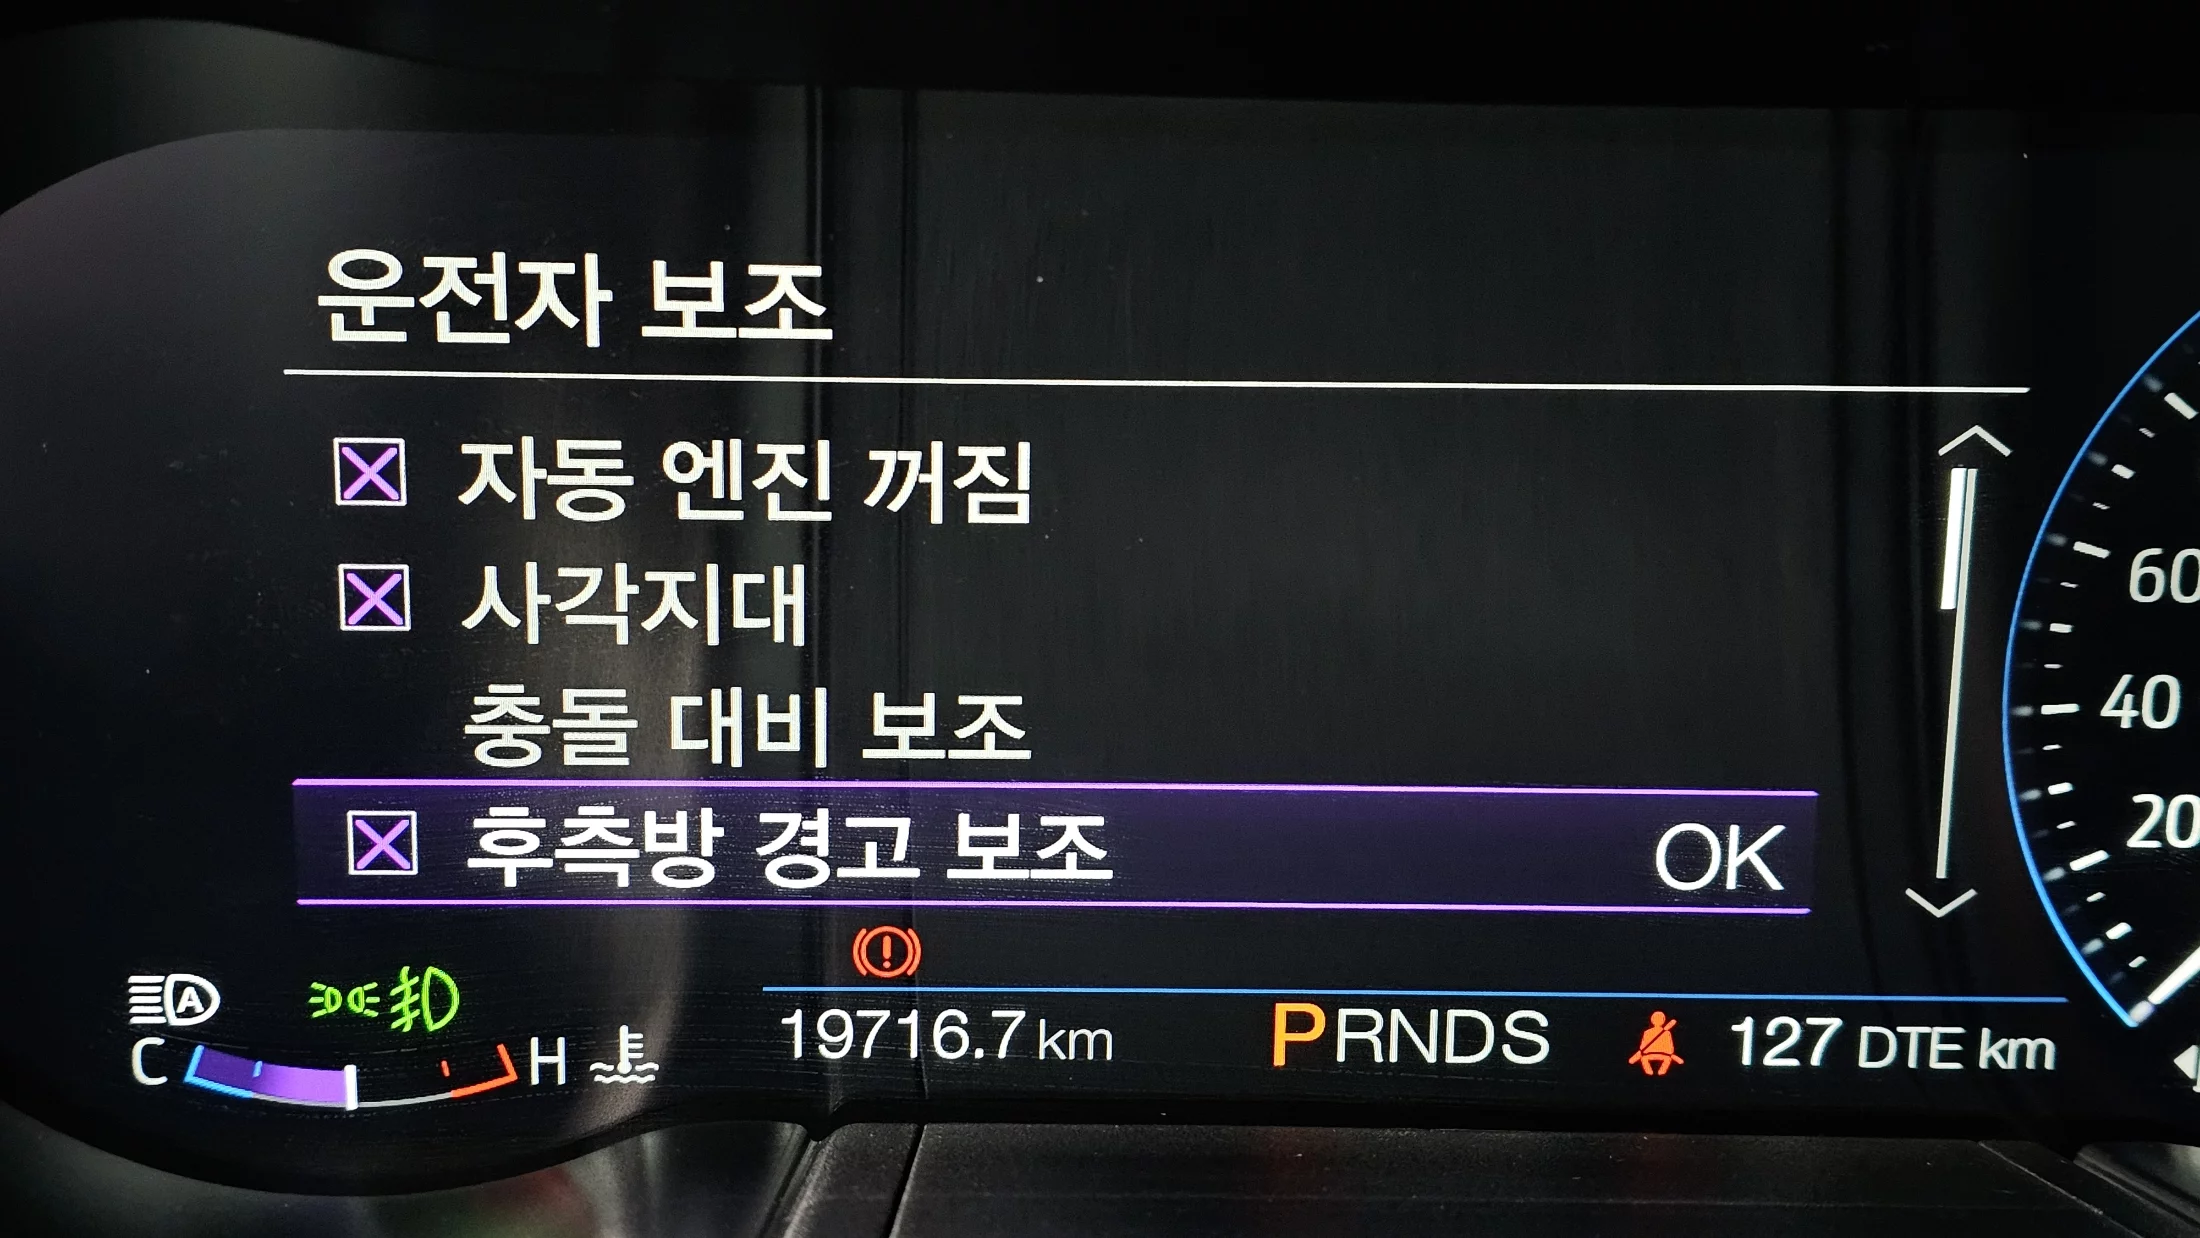 운전자 보조
자동 엔진 꺼짐
사각지대
충돌 대비 보조
후측방 경고 보조 OK
60
40
20
A
C H
19716.7 km PRNDS 127 DTE km